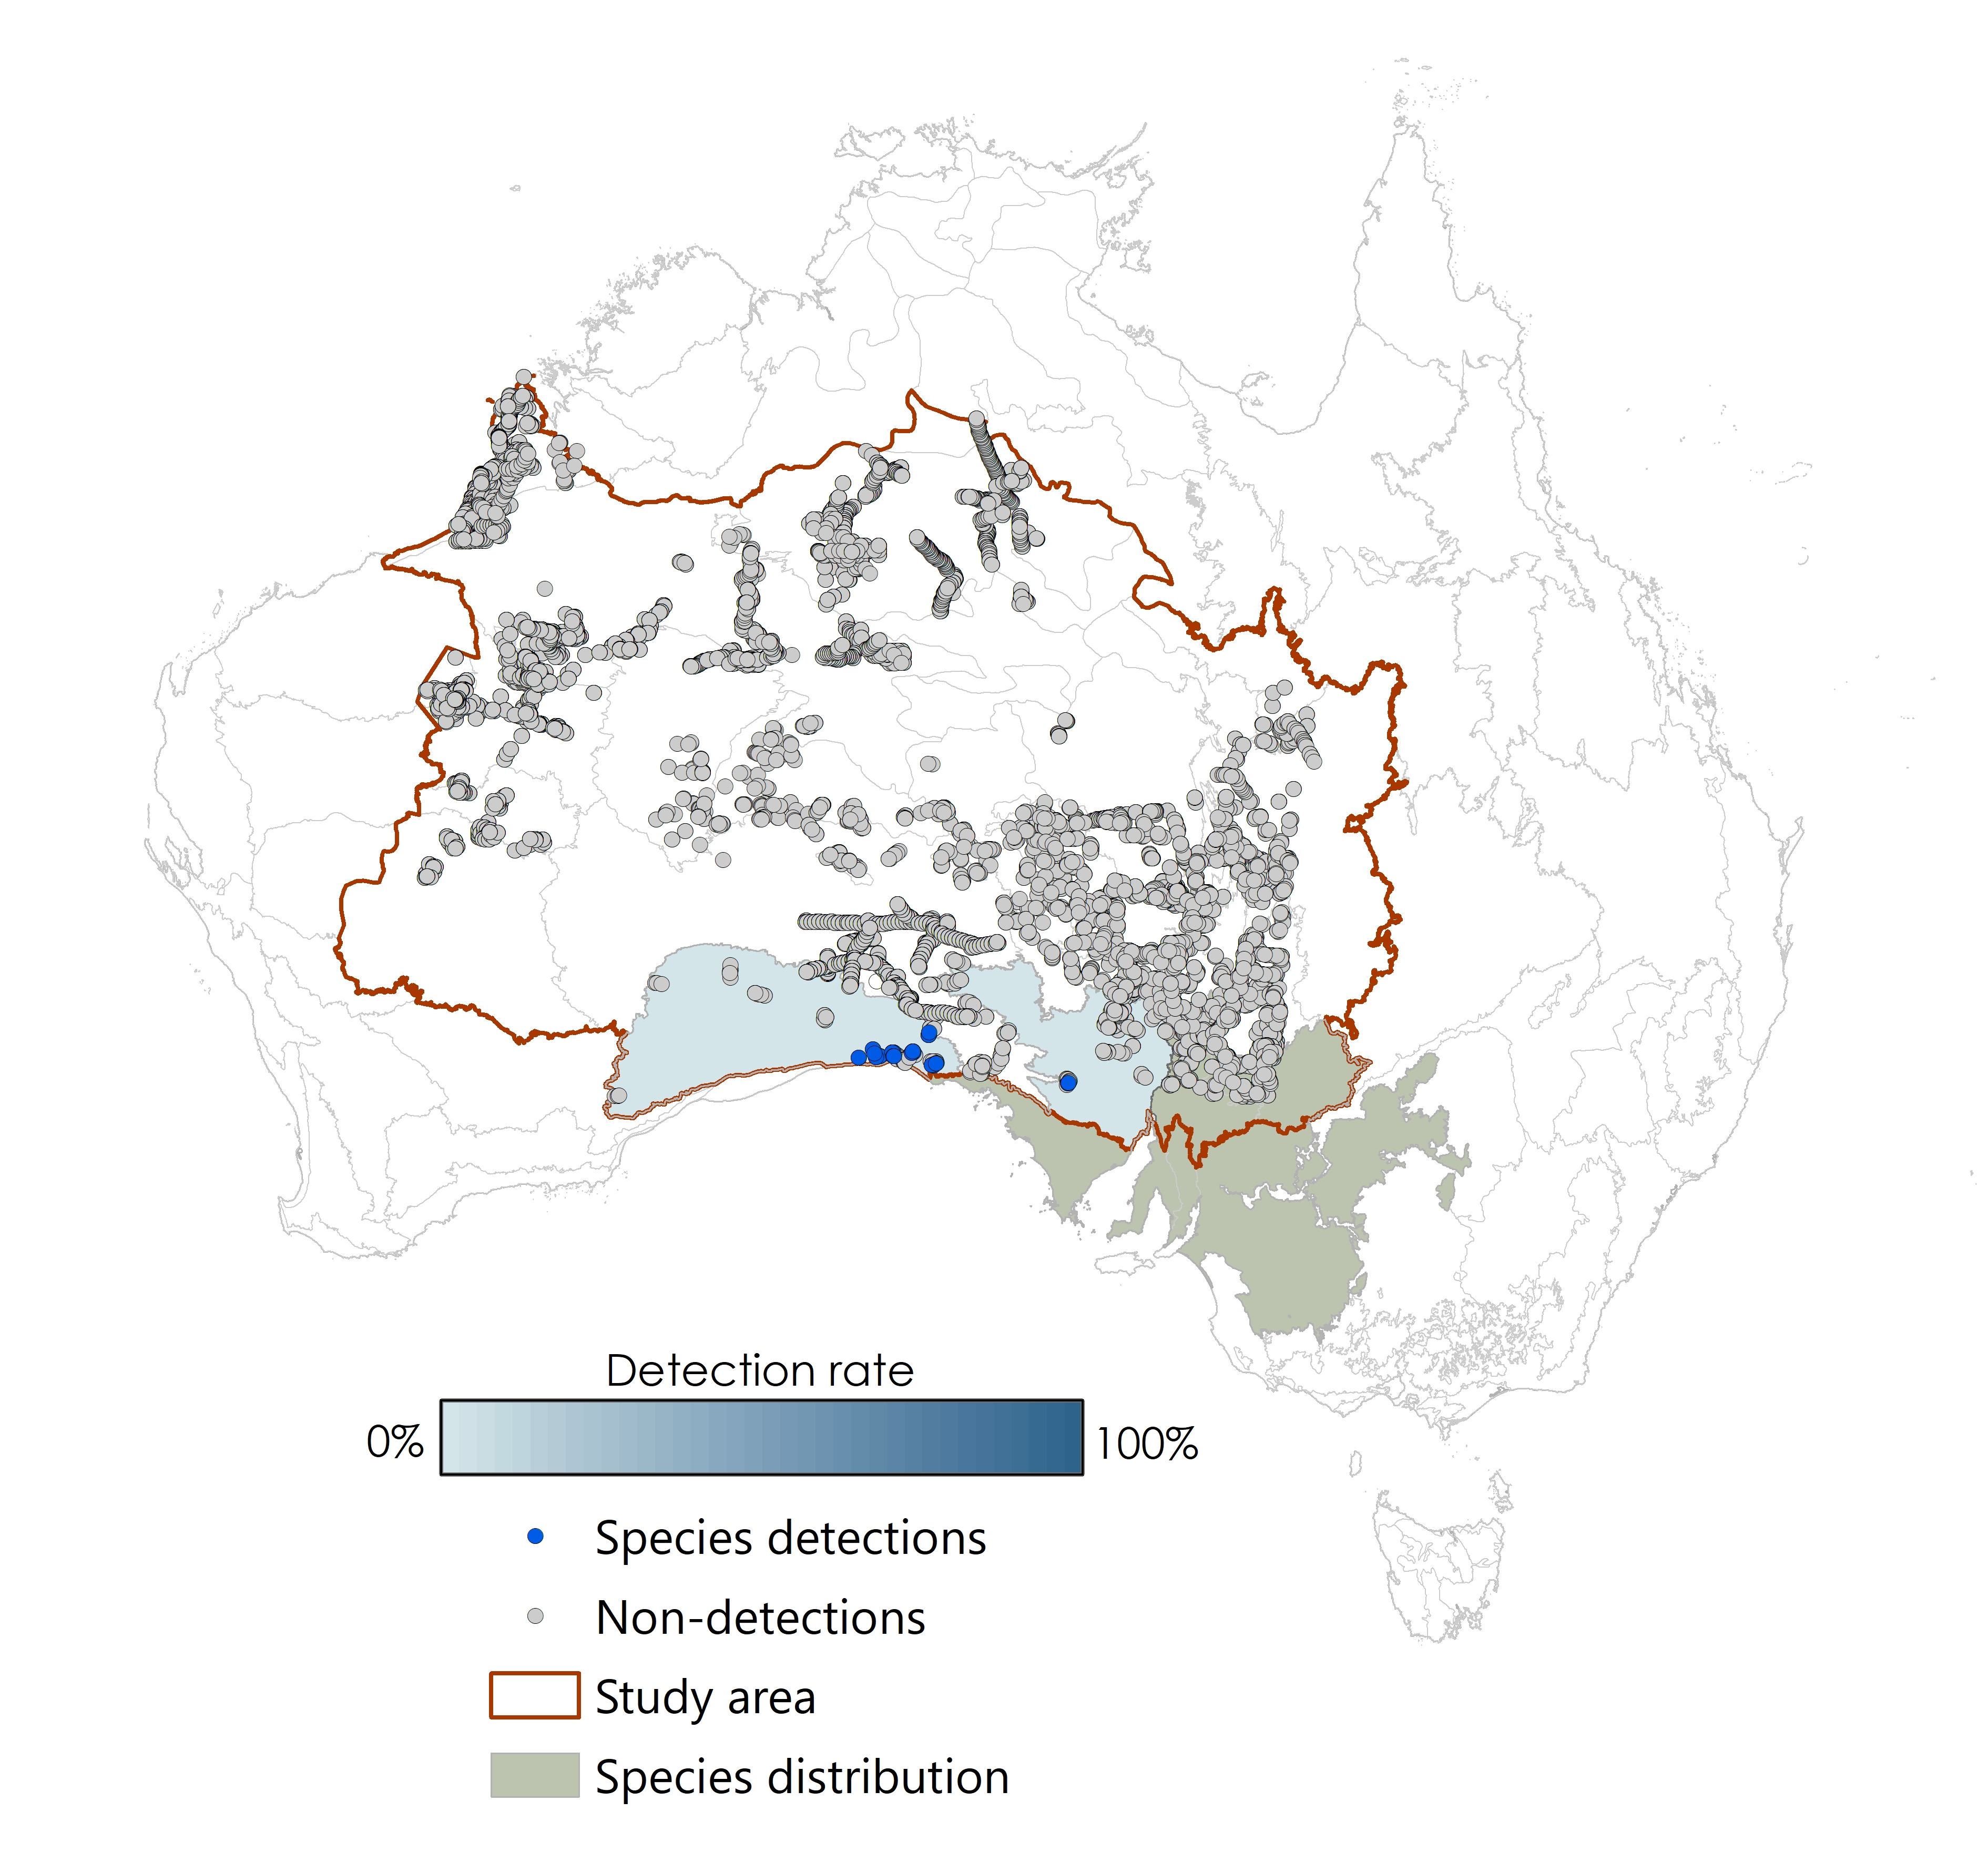 Detection rate
0%
100%
Species detections
Non-detections
Study area
Species distribution